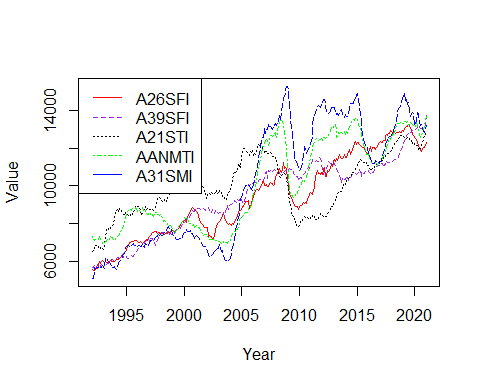 A26SFI
A39SFI
A21STI
AANMTI
A31SMI
Value
6000
10000
14000
1995
2000
2005
2010
2015
2020
Year